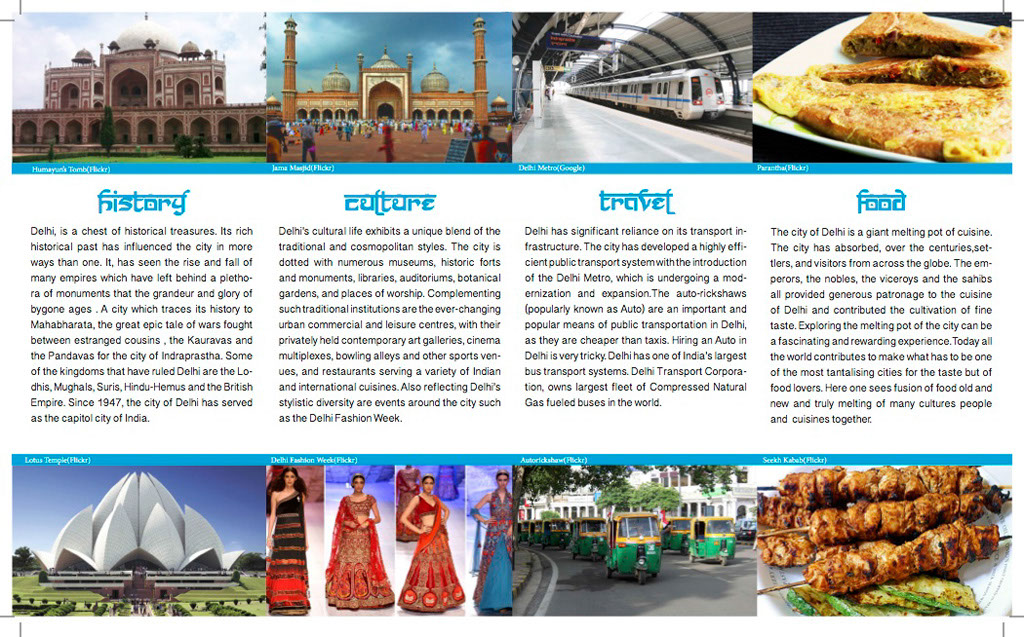 Humayun's Tomb(Flickr)
Jama Masjid(Flickr)
Delhi Metro(Google)
Parantha(Flickr)
history
Delhi, is a chest of historical treasures. Its rich
historical past has influenced the city in more
ways than one. It, has seen the rise and fall of
many empires which have left behind a pletho-
ra of monuments that the grandeur and glory of
bygone ages . A city which traces its history to
Mahabharata, the great epic tale of wars fought
between estranged cousins , the Kauravas and
the Pandavas for the city of Indraprastha. Some
of the kingdoms that have ruled Delhi are the Lo-
dhis, Mughals, Suris, Hindu-Hemus and the British
Empire. Since 1947, the city of Delhi has served
as the capitol city of India.
culture
Delhi's cultural life exhibits a unique blend of the
traditional and cosmopolitan styles. The city is
dotted with numerous museums, historic forts
and monuments, libraries, auditoriums, botanical
gardens, and places of worship. Complementing
such traditional institutions are the ever-changing
urban commercial and leisure centres, with their
privately held contemporary art galleries, cinema
multiplexes, bowling alleys and other sports ven-
ues, and restaurants serving a variety of Indian
and international cuisines. Also reflecting Delhi's
stylistic diversity are events around the city such
as the Delhi Fashion Week.
travel
Delhi has significant reliance on its transport in-
frastructure. The city has developed a highly effi-
cient public transport system with the introduction
of the Delhi Metro, which is undergoing a mod-
ernization and expansion.The auto-rickshaws
(popularly known as Auto) are an important and
popular means of public transportation in Delhi,
as they are cheaper than taxis. Hiring an Auto in
Delhi is very tricky. Delhi has one of India's largest
bus transport systems. Delhi Transport Corpora-
tion, owns largest fleet of Compressed Natural
Gas fueled buses in the world.
food
The city of Delhi is a giant melting pot of cuisine.
The city has absorbed, over the centuries,set-
tlers, and visitors from across the globe. The em-
perors, the nobles, the viceroys and the sahibs
all provided generous patronage to the cuisine
of Delhi and contributed the cultivation of fine
taste. Exploring the melting pot of the city can be
a fascinating and rewarding experience.Today all
the world contributes to make what has to be one
of the most tantalising cities for the taste but of
food lovers. Here one sees fusion of food old and
new and truly melting of many cultures people
and cuisines together.
Lotus Temple(Flickr)
Delhi Fashion Week(Flickr)
Autorickshaw(Flickr)
Seekh Kabab(Flickr)